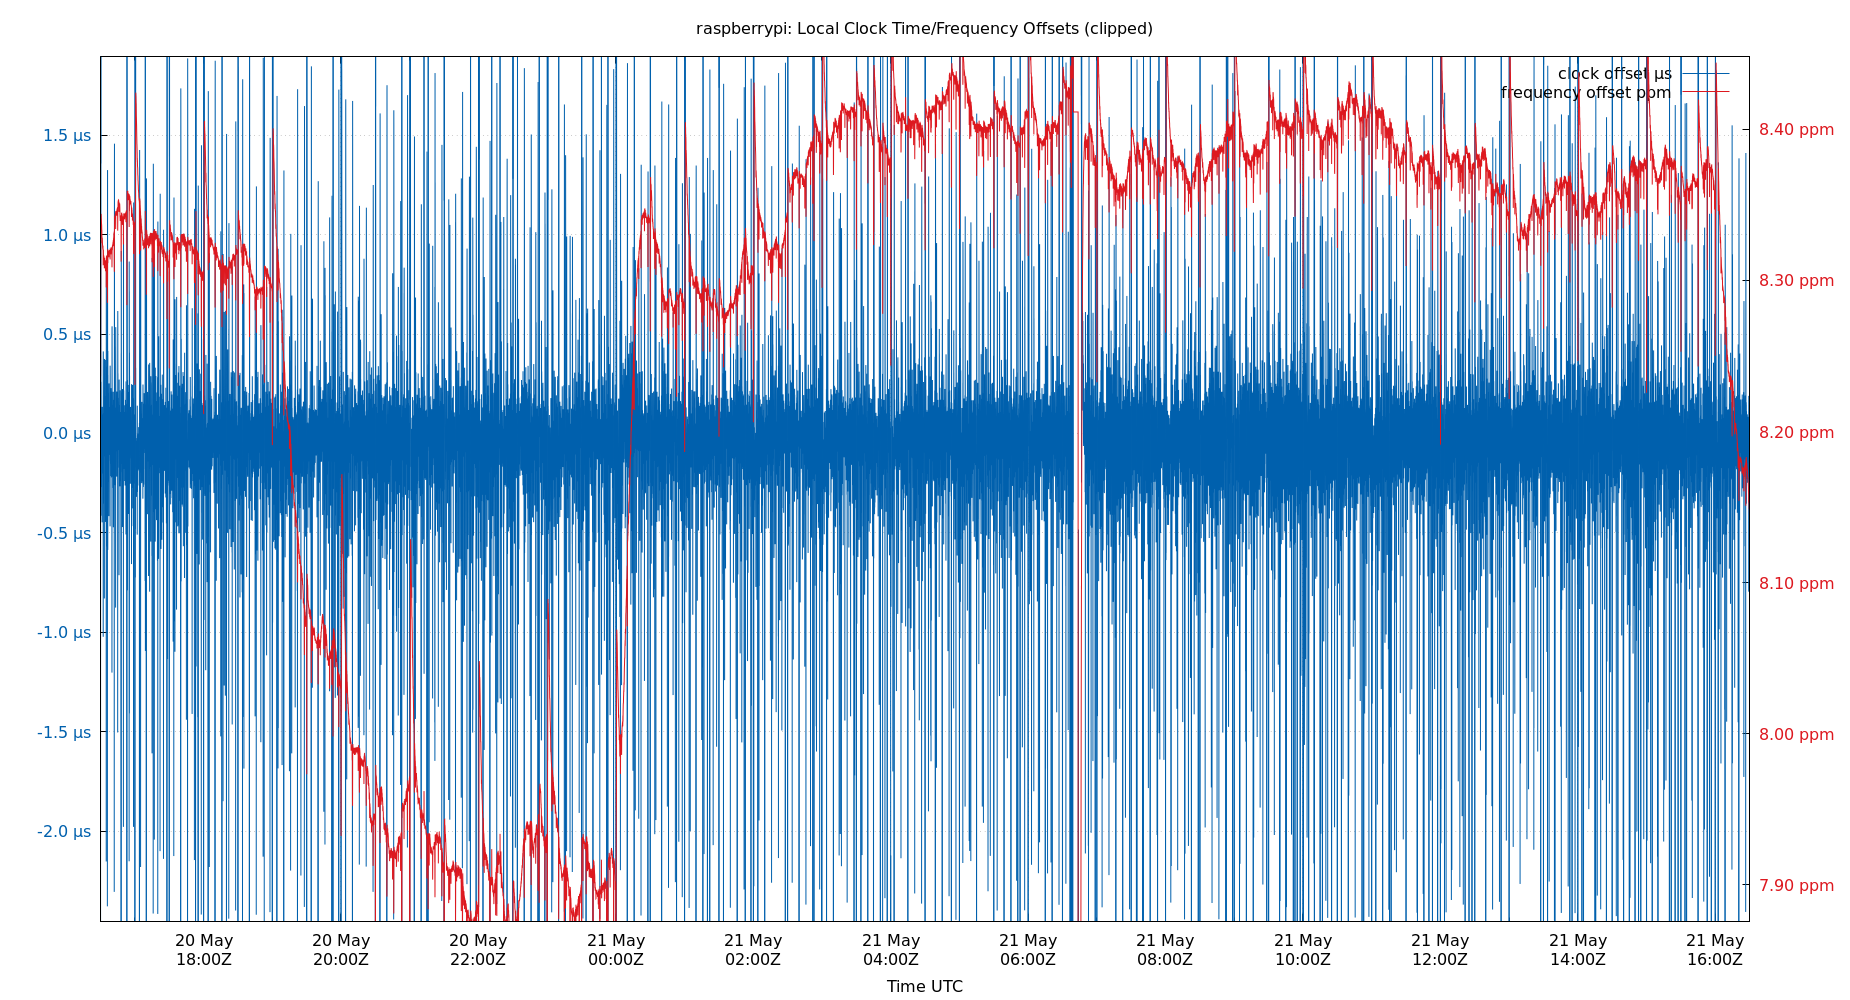 raspberrypi: Local Clock Time/Frequency Offsets (clipped)
clock offset µs
frequency offset ppm
1.5 µs
1.0 µs
0.5 µs
0.0 µs
-0.5 µs
-1.0 µs
-1.5 µs
-2.0 µs
8.40 ppm
8.30 ppm
8.20 ppm
8.10 ppm
8.00 ppm
7.90 ppm
20 May 20 May 20 May 21 May 21 May 21 May 21 May 21 May 21 May 21 May 21 May 21 May
18:00Z 20:00Z 22:00Z 00:00Z 02:00Z 04:00Z 06:00Z 08:00Z 10:00Z 12:00Z 14:00Z 16:00Z
Time UTC